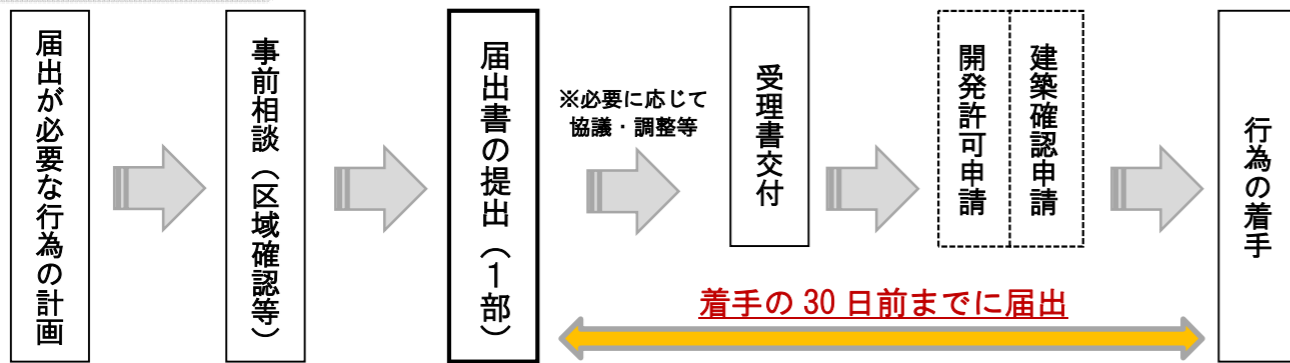 届出が必要な行為の計画
事前相談（区域確認等）
届出書の提出（１部）
※必要に応じて
協議・調整等
受理書交付
開発許可申請
建築確認申請
行為の着手
着手の 30 日前までに届出